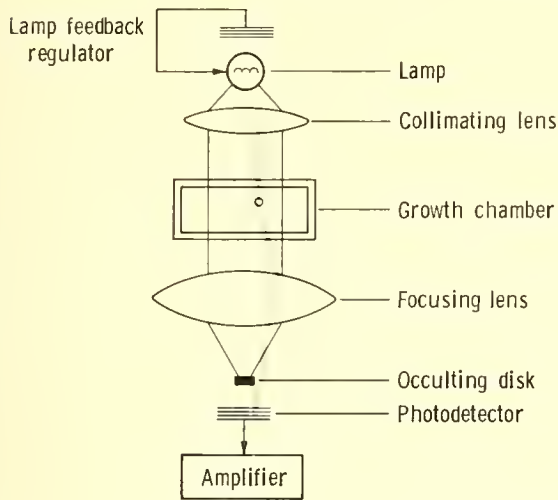 Lamp feedback
regulator
Lamp
Collimating lens
Growth chamber
Focusing lens
Occulting disk
Photodetector
Amplifier